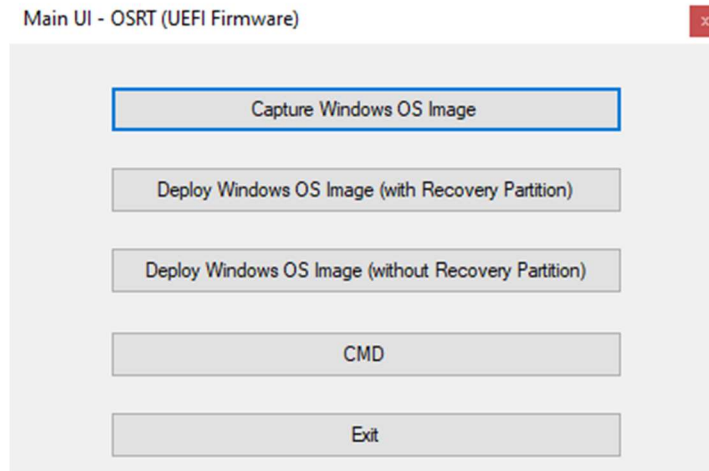 Main UI - OSRT (UEFI Firmware)
x
Capture Windows OS Image
Deploy Windows OS Image (with Recovery Partition)
Deploy Windows OS Image (without Recovery Partition)
CMD
Exit